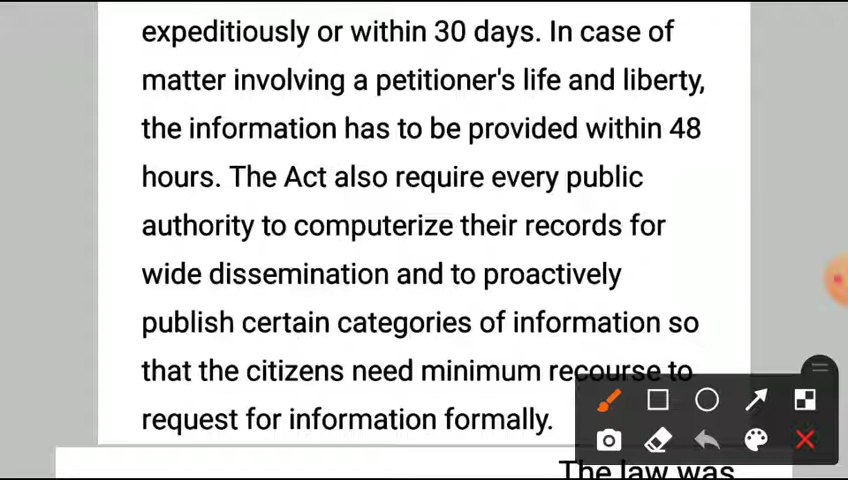 expeditiously or within 30 days. In case of
matter involving a petitioner's life and liberty,
the information has to be provided within 48
hours. The Act also require every public
authority to computerize their records for
wide dissemination and to proactively
publish certain categories of information so
that the citizens need minimum recourse to
request for information formally.
The law was